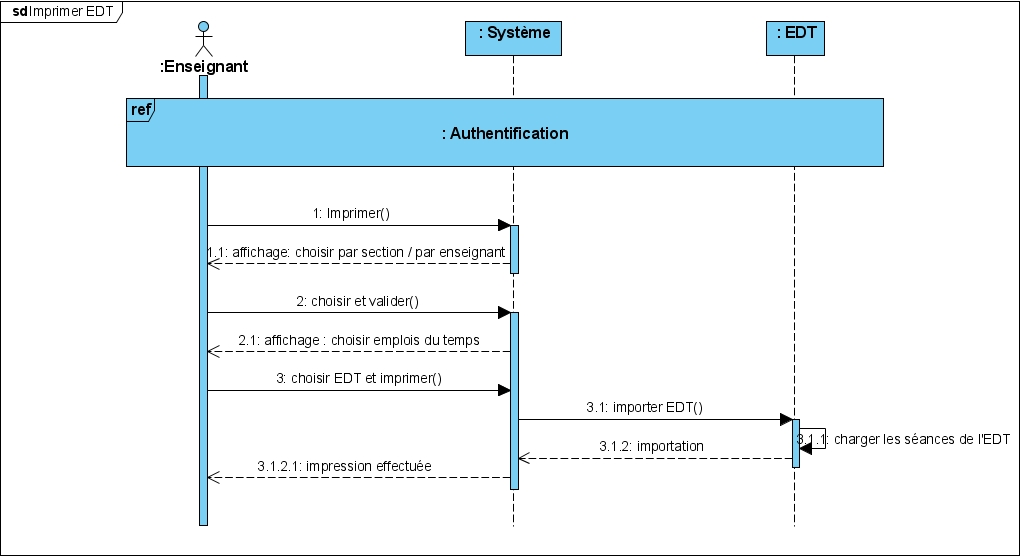 sd Imprimer EDT
:Enseignant
: Système
: EDT
ref
: Authentification
1: Imprimer()
1.1: affichage: choisir par section / par enseignant
2: choisir et valider()
2.1: affichage : choisir emplois du temps
3: choisir EDT et imprimer()
3.1: importer EDT()
3.1.1: charger les séances de l'EDT
3.1.2: importation
3.1.2.1: impression effectuée